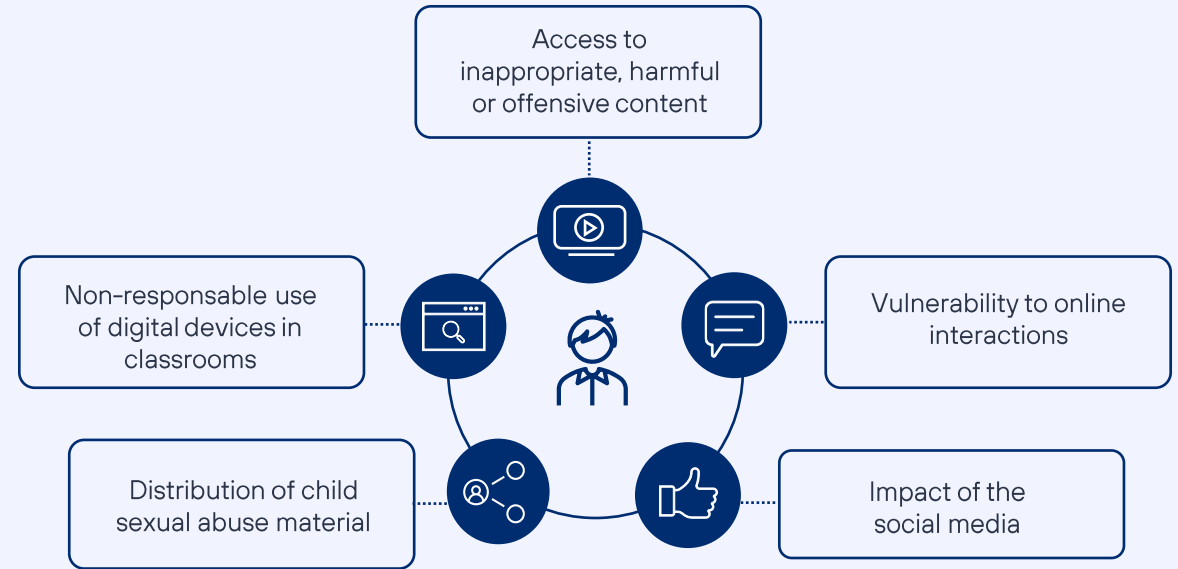 Access to
inappropriate, harmful
or offensive content
Non-responsable use
of digital devices in
classrooms
Vulnerability to online
interactions
Distribution of child
sexual abuse material
Impact of the
social media